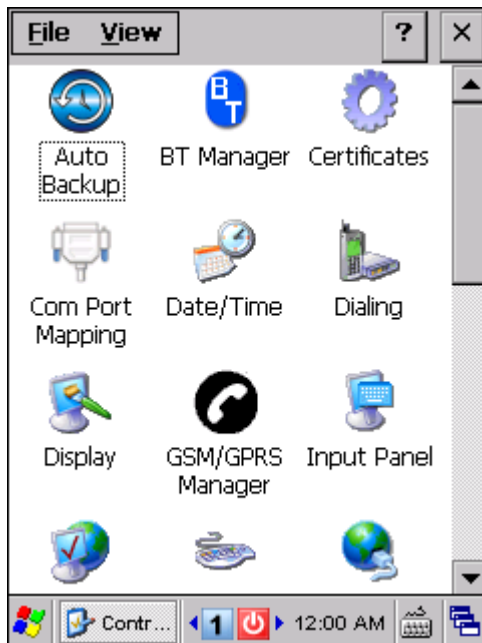 File View ? ×
Auto
Backup
BT Manager
Certificates
Com Port
Mapping
Date/Time
Dialing
Display
GSM/GPRS
Manager
Input Panel
Contr... 1 12:00 AM